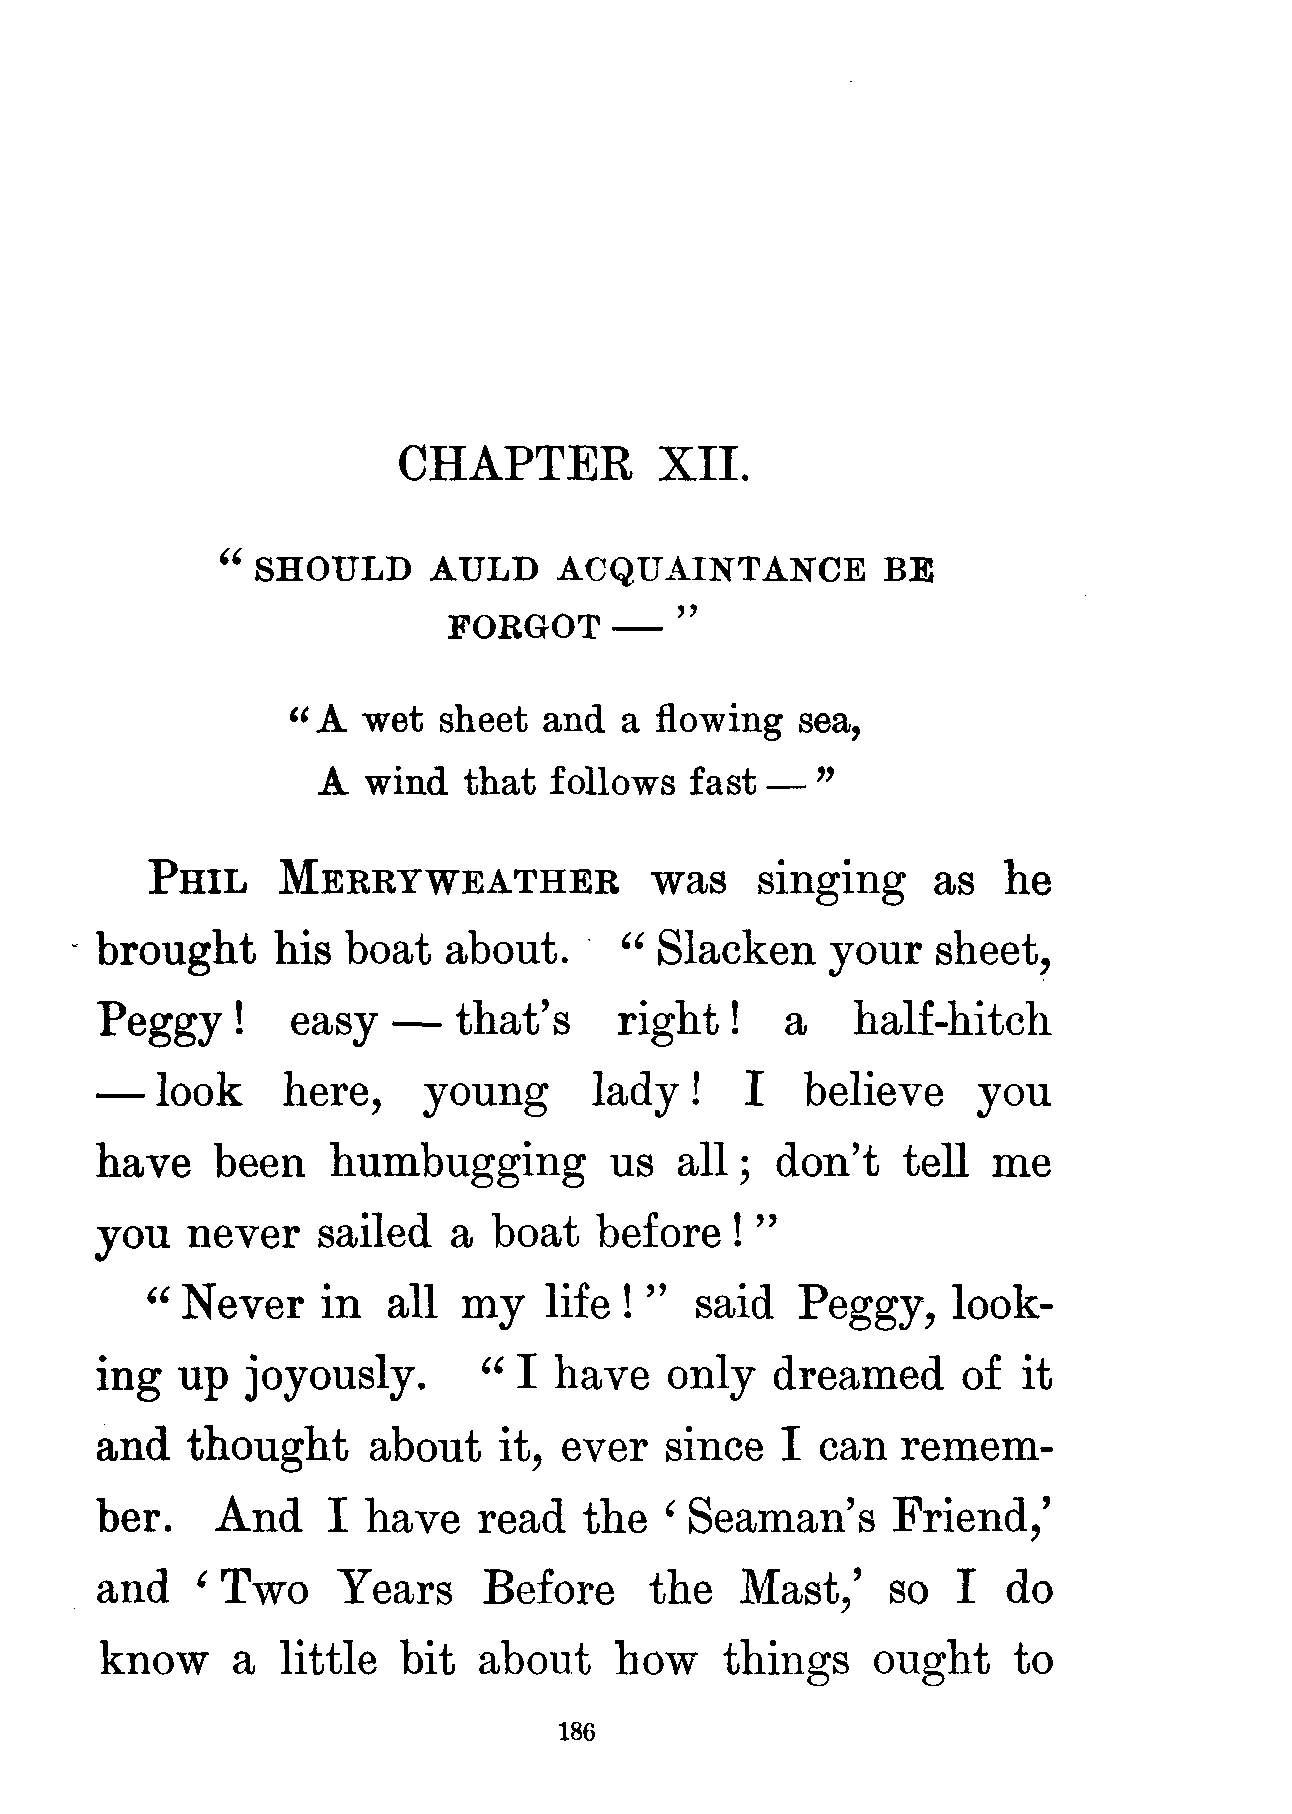 CHAPTER XII.
“ SHOULD AULD ACQUAINTANCE BE
FORGOT — ”
“ A wet sheet and a flowing sea,
A wind that follows fast — ”
PHIL MERRYWEATHER was singing as he
brought his boat about. “ Slacken your sheet,
Peggy ! easy — that’s right ! a half-hitch
— look here, young lady ! I believe you
have been humbugging us all ; don’t tell me
you never sailed a boat before ! ”
“ Never in all my life ! ” said Peggy, look-
ing up joyously. “ I have only dreamed of it
and thought about it, ever since I can remem-
ber. And I have read the ‘ Seaman’s Friend,’
and ‘ Two Years Before the Mast,’ so I do
know a little bit about how things ought to
186